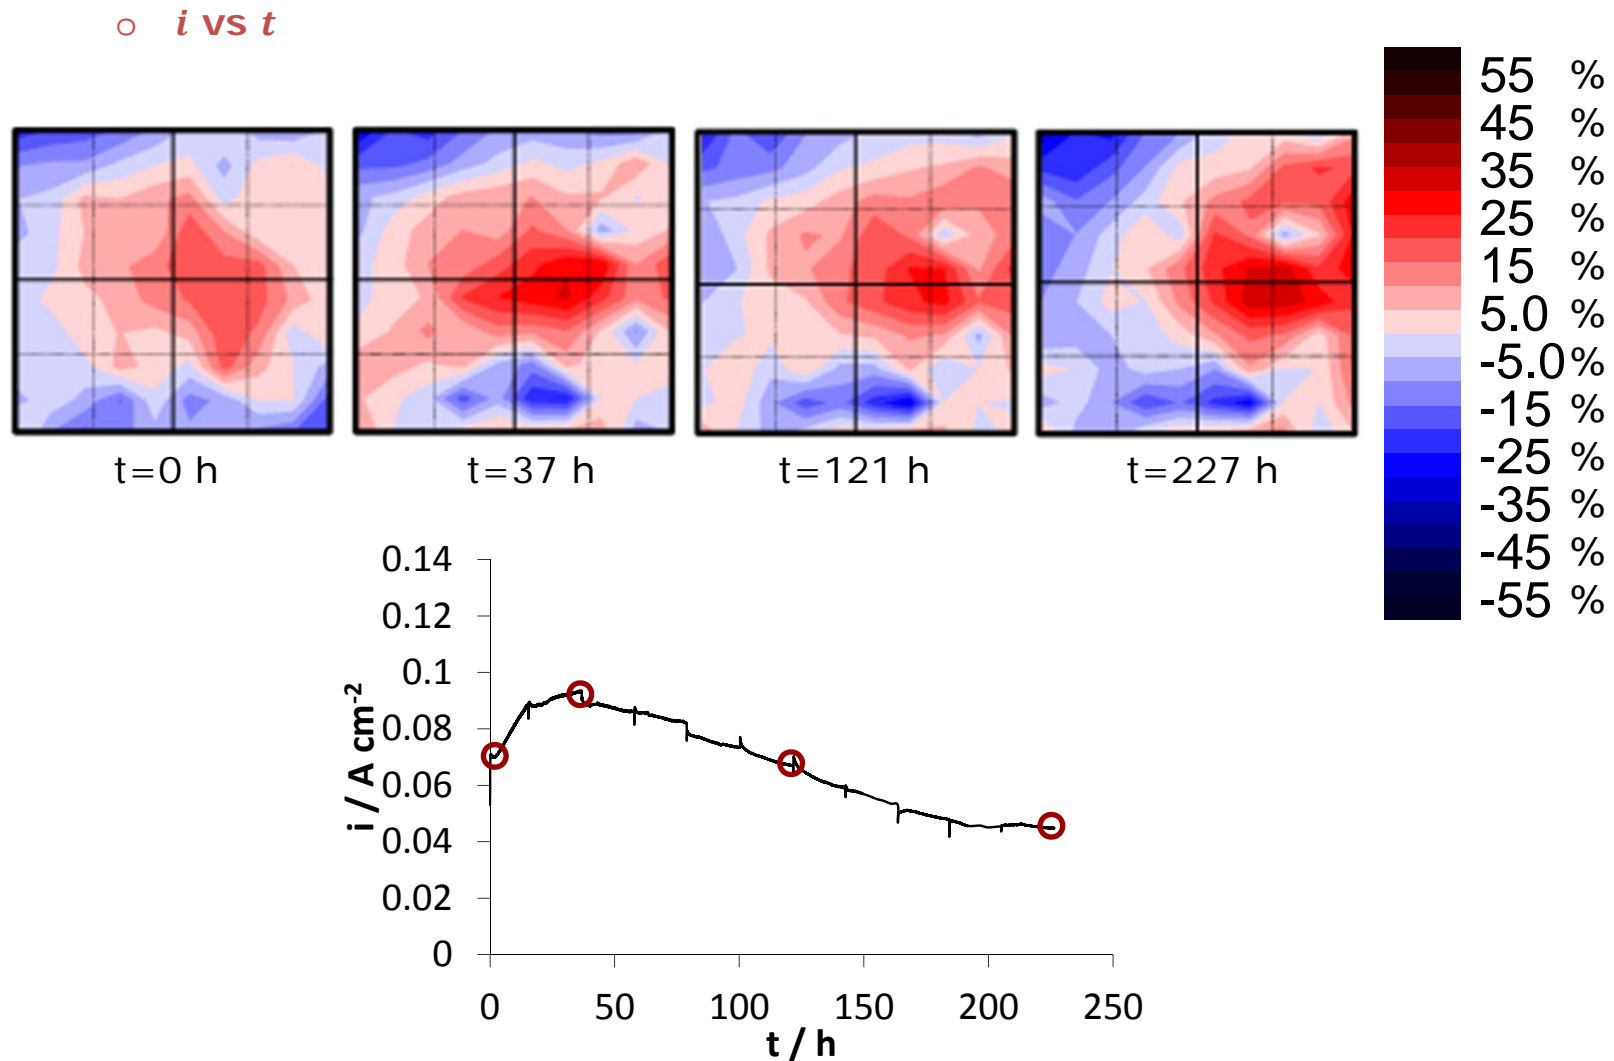 ○ i vs t
55 %
45 %
35 %
25 %
15 %
5.0 %
-5.0%
-15 %
-25 %
-35 %
-45 %
-55 %
t=0 h
t=37 h
t=121 h
t=227 h
0.14
0.12
0.1
0.08
0.06
0.04
0.02
0
i / A cm⁻²
0 50 100 150 200 250
t / h